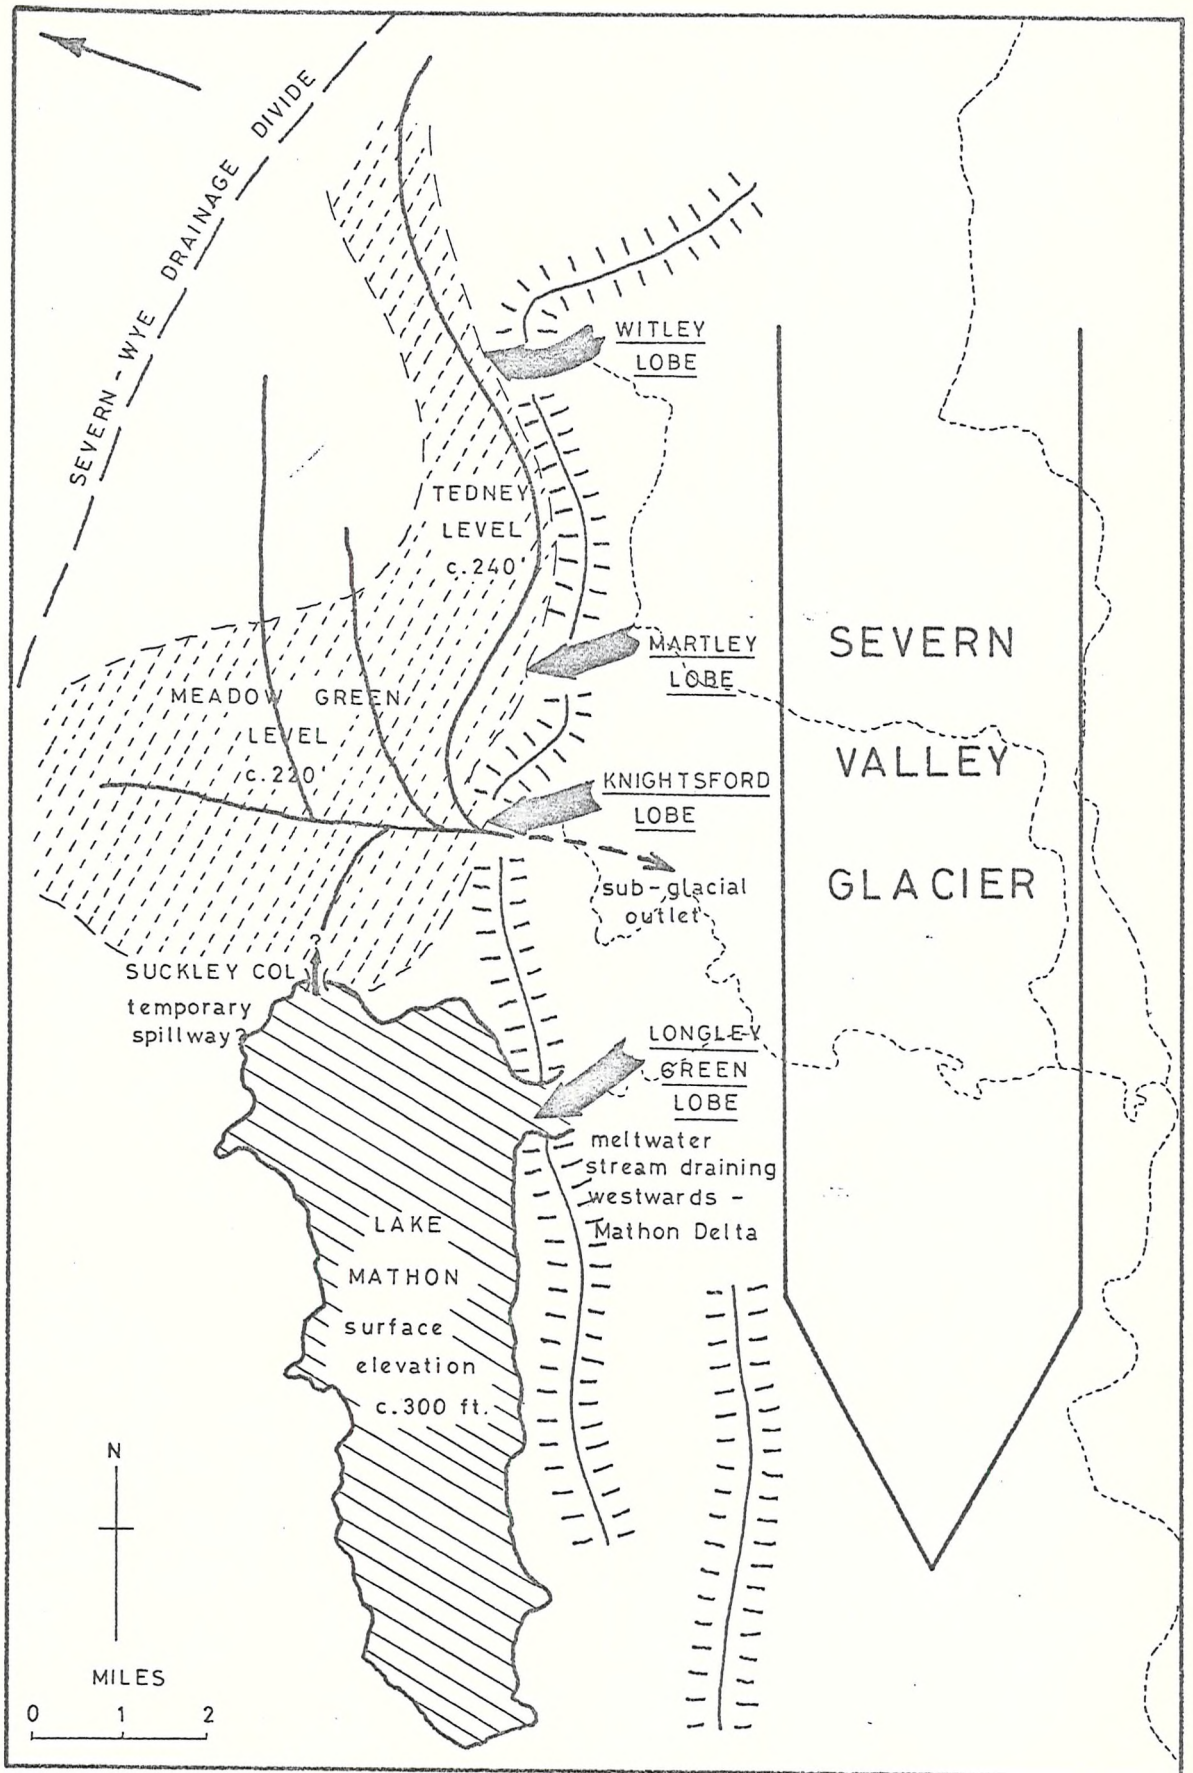 SEVERN-WYE DRAINAGE DIVIDE
WITLEY
LOBE
TEDNEY
LEVEL
c.240'
MARTLEY
LOBE
SEVERN
VALLEY
GLACIER
MEADOW GREEN
LEVEL
c.220'
KNIGHTSFORD
LOBE
sub-glacial
outlet
?
SUCKLEY COL
temporary
spillway?
LONGLEY
GREEN
LOBE
meltwater
stream draining
westwards -
Mathon Delta
LAKE
MATHON
surface
elevation
c.300 ft.
N
MILES
0 1 2